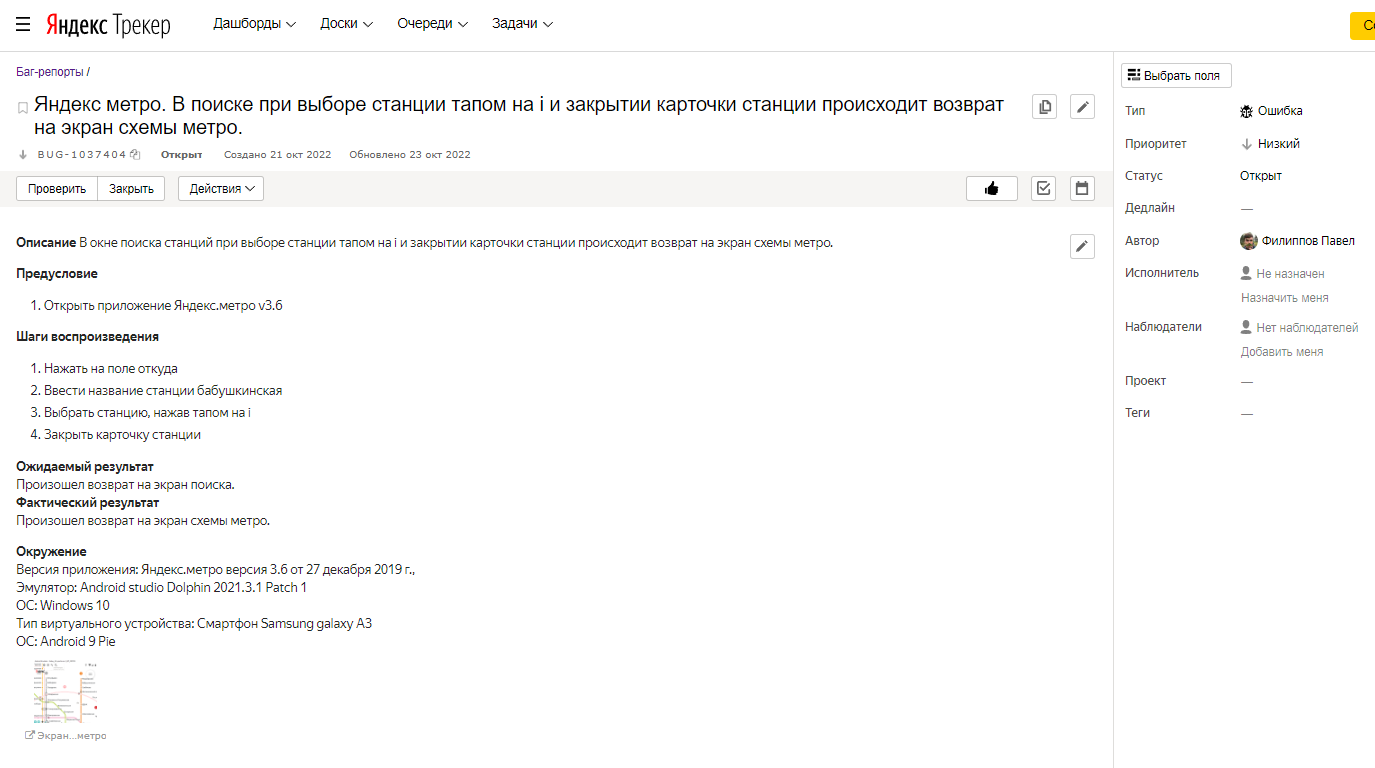 Яндекс Трекер Дашборды Доски Очереди Задачи
Баг-репорты /
Яндекс метро. В поиске при выборе станции тапом на i и закрытии карточки станции происходит возврат
на экран схемы метро.
BUG-1037404 Открыт Создано 21 окт 2022 Обновлено 23 окт 2022
Проверить Закрыть Действия
Описание В окне поиска станций при выборе станции тапом на i и закрытии карточки станции происходит возврат на экран схемы метро.
Предусловие
1. Открыть приложение Яндекс.метро v3.6
Шаги воспроизведения
1. Нажать на поле откуда
2. Ввести название станции бабушкинская
3. Выбрать станцию, нажав тапом на i
4. Закрыть карточку станции
Ожидаемый результат
Произошел возврат на экран поиска.
Фактический результат
Произошел возврат на экран схемы метро.
Окружение
Версия приложения: Яндекс.метро версия 3.6 от 27 декабря 2019 г.,
Эмулятор: Android studio Dolphin 2021.3.1 Patch 1
ОС: Windows 10
Тип виртуального устройства: Смартфон Samsung galaxy A3
ОС: Android 9 Pie
Экран...метро
Выбрать поля
Тип Ошибка
Приоритет Низкий
Статус Открыт
Дедлайн —
Автор Филиппов Павел
Исполнитель Не назначен
Назначить меня
Наблюдатели Нет наблюдателей
Добавить меня
Проект —
Теги —